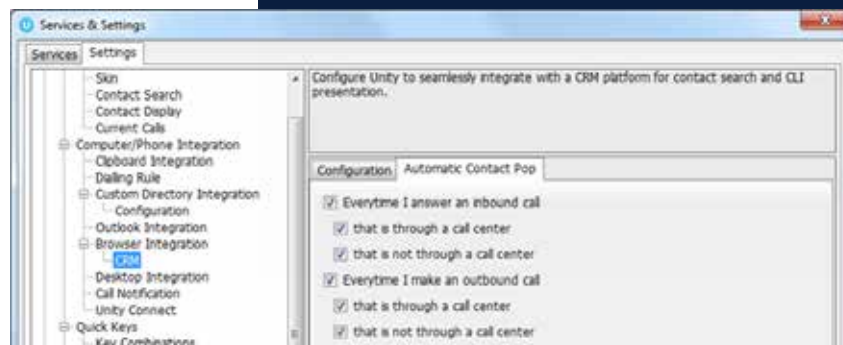 Services & Settings
Services
Settings
Skin
Contact Search
Contact Display
Current Calls
Computer/Phone Integration
Clipboard Integration
Dialing Rule
Custom Directory Integration
Configuration
Outlook Integration
Browser Integration
CRM
Desktop Integration
Call Notification
Unity Connect
Quick Keys
Key Combinations
Configure Unity to seamlessly integrate with a CRM platform for contact search and CLI
presentation.
Configuration
Automatic Contact Pop
Everytime I answer an inbound call
that is through a call center
that is not through a call center
Everytime I make an outbound call
that is through a call center
that is not through a call center